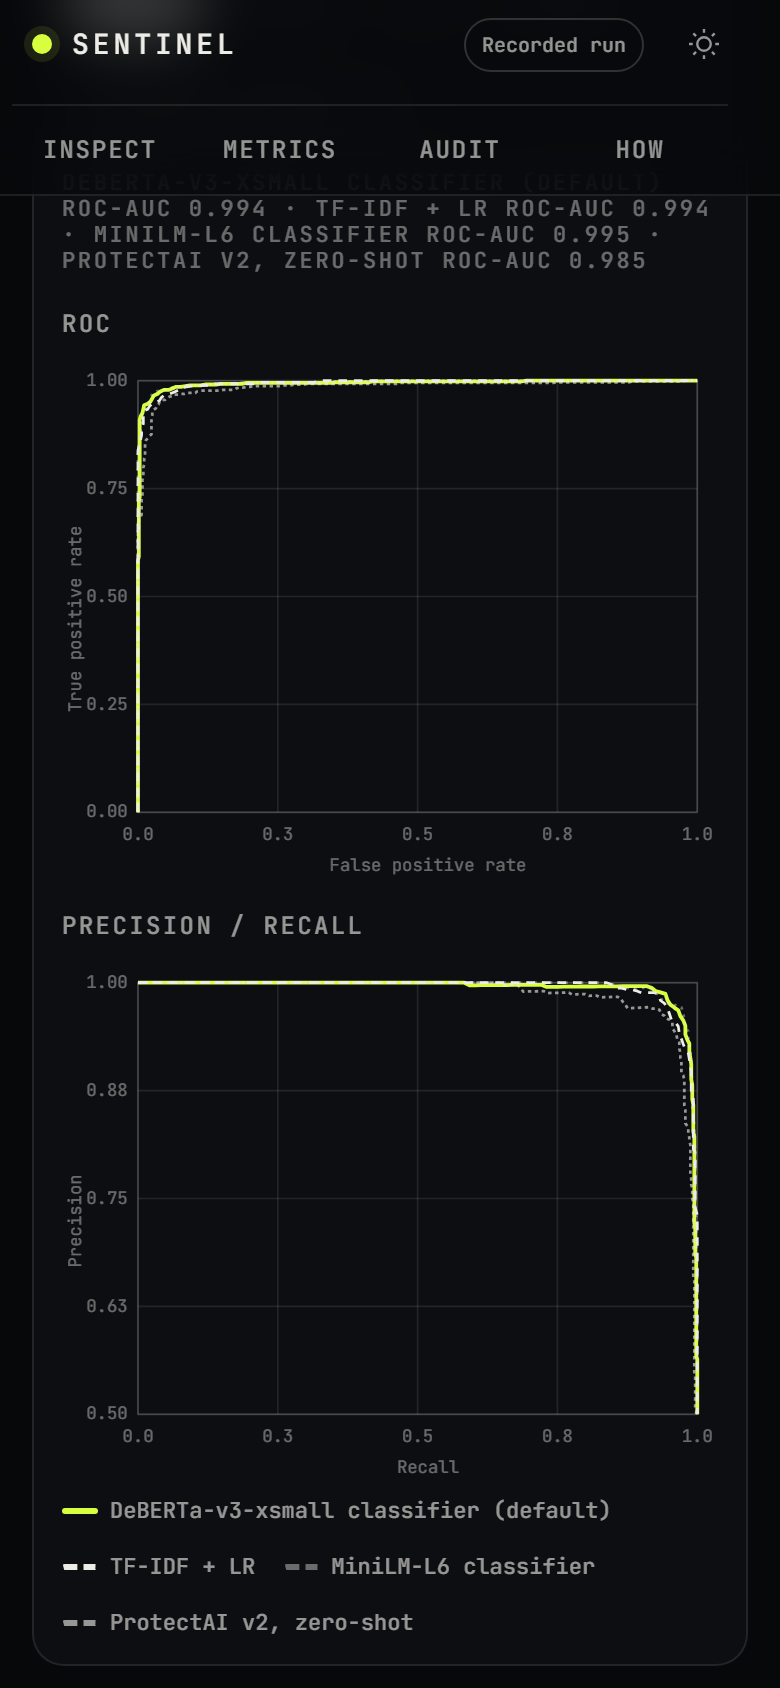 SENTINEL
Recorded run
INSPECT METRICS AUDIT HOW
DEBERTA-V3-XSMALL CLASSIFIER (DEFAULT)
ROC-AUC 0.994 · TF-IDF + LR ROC-AUC 0.994
· MINILM-L6 CLASSIFIER ROC-AUC 0.995 ·
PROTECTAI V2, ZERO-SHOT ROC-AUC 0.985
ROC
1.00
0.75
0.50
0.25
0.00
True positive rate
0.0 0.3 0.5 0.8 1.0
False positive rate
PRECISION / RECALL
1.00
0.88
0.75
0.63
0.50
Precision
0.0 0.3 0.5 0.8 1.0
Recall
DeBERTa-v3-xsmall classifier (default)
TF-IDF + LR MiniLM-L6 classifier
ProtectAI v2, zero-shot